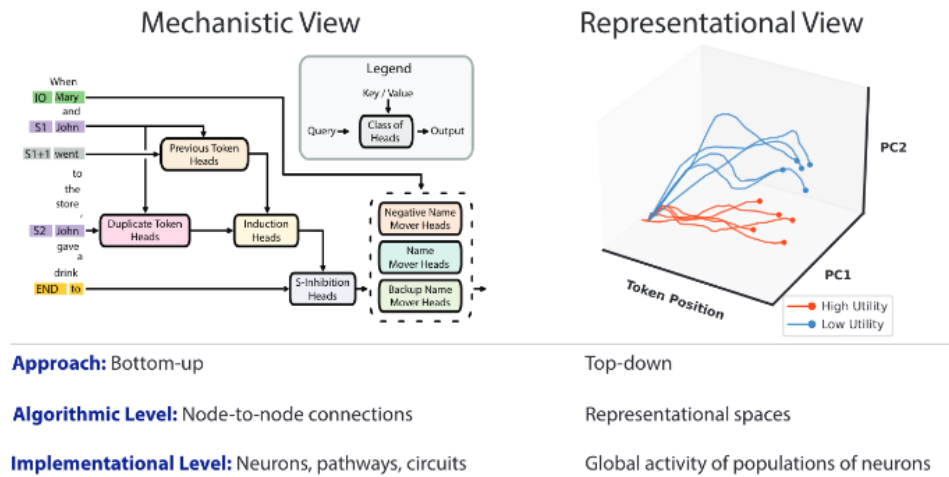 Mechanistic View
Representational View
When
IO Mary
and
S1 John
S1+1 went
to
the
store
,
S2 John
gave
a
drink
END to
Previous Token
Heads
Duplicate Token
Heads
Induction
Heads
S-Inhibition
Heads
Negative Name
Mover Heads
Name
Mover Heads
Backup Name
Mover Heads
Legend
Key / Value
Query
Class of
Heads
Output
PC2
PC1
Token Position
High Utility
Low Utility
Approach: Bottom-up
Top-down
Algorithmic Level: Node-to-node connections
Representational spaces
Implementational Level: Neurons, pathways, circuits
Global activity of populations of neurons